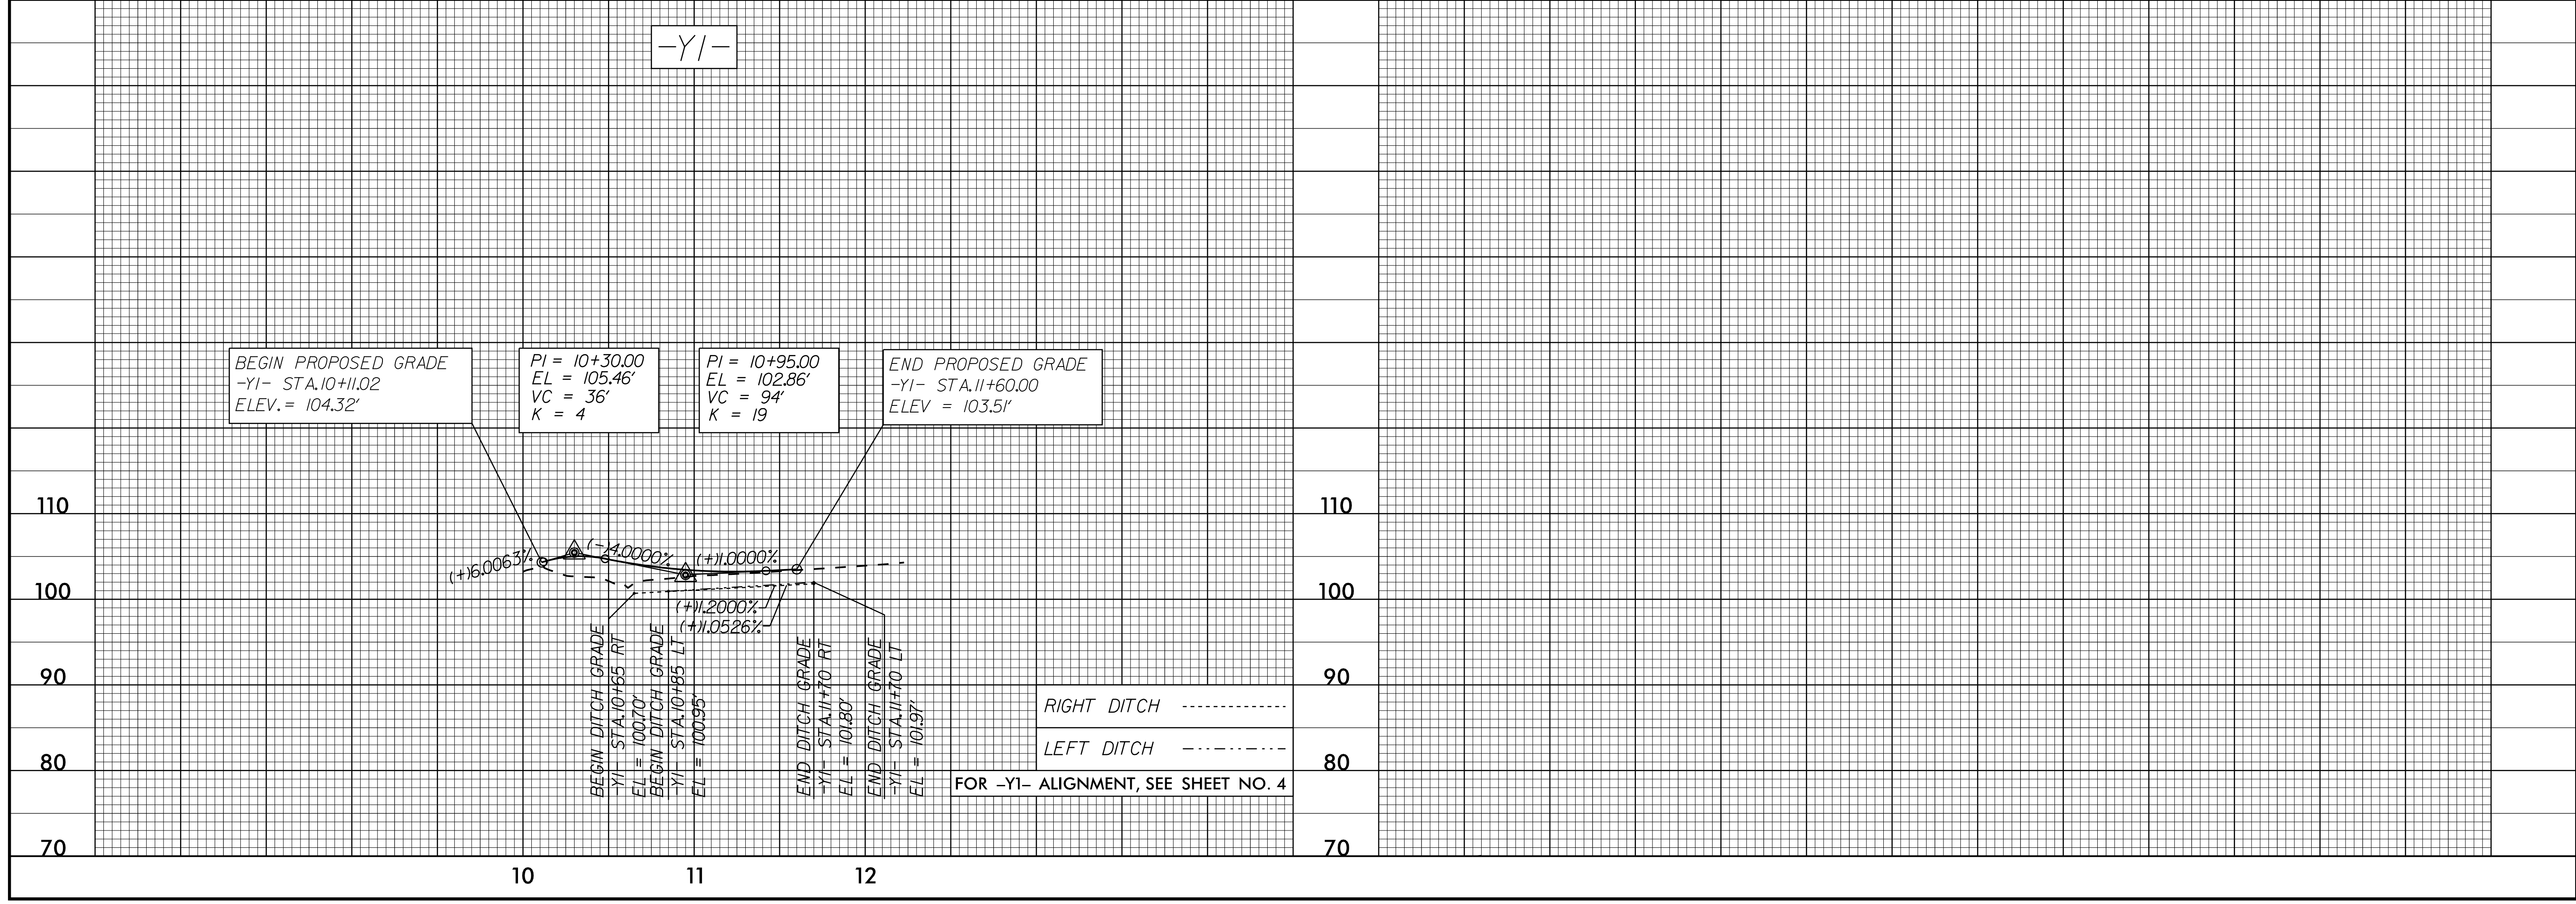 -Y1-
BEGIN PROPOSED GRADE
-Y1- STA.10+11.02
ELEV.= 104.32'
PI = 10+30.00
EL = 105.46'
VC = 36'
K = 4
PI = 10+95.00
EL = 102.86'
VC = 94'
K = 19
END PROPOSED GRADE
-Y1- STA.11+60.00
ELEV = 103.51'
110
110
(+)6.0063%
(-)4.0000%
(+)1.0000%
100
100
(+)1.2000%
(+)1.0526%
BEGIN DITCH GRADE
-Y1- STA.10+65 RT
EL = 100.70'
BEGIN DITCH GRADE
-Y1- STA.10+85 LT
EL = 100.95'
END DITCH GRADE
-Y1- STA.11+70 RT
EL = 101.80'
END DITCH GRADE
-Y1- STA.11+70 LT
EL = 101.97'
90
90
RIGHT DITCH
LEFT DITCH
80
80
FOR -Y1- ALIGNMENT, SEE SHEET NO. 4
70
70
10
11
12